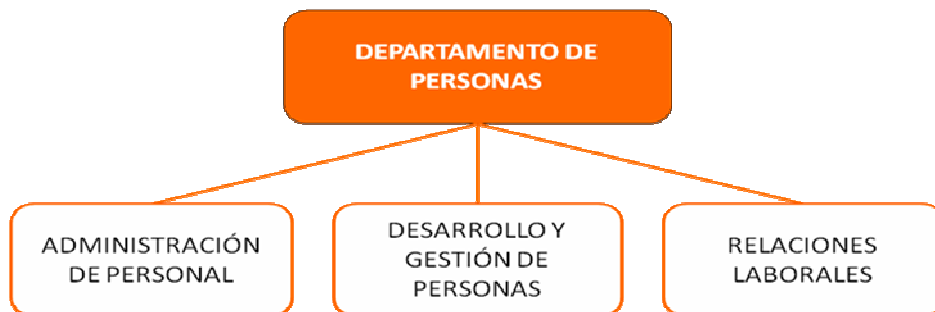 DEPARTAMENTO DE
PERSONAS
ADMINISTRACIÓN
DE PERSONAL
DESARROLLO Y
GESTIÓN DE
PERSONAS
RELACIONES
LABORALES